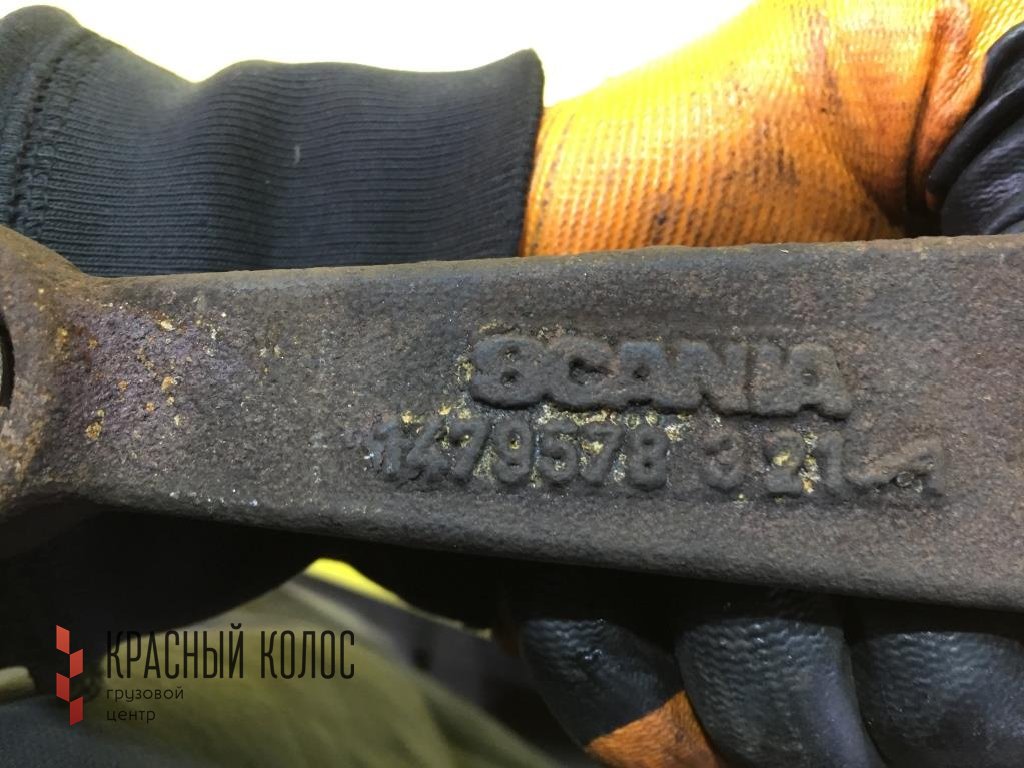 SCANIA
1479578 3 21
КРАСНЫЙ КОЛОС
грузовой
центр